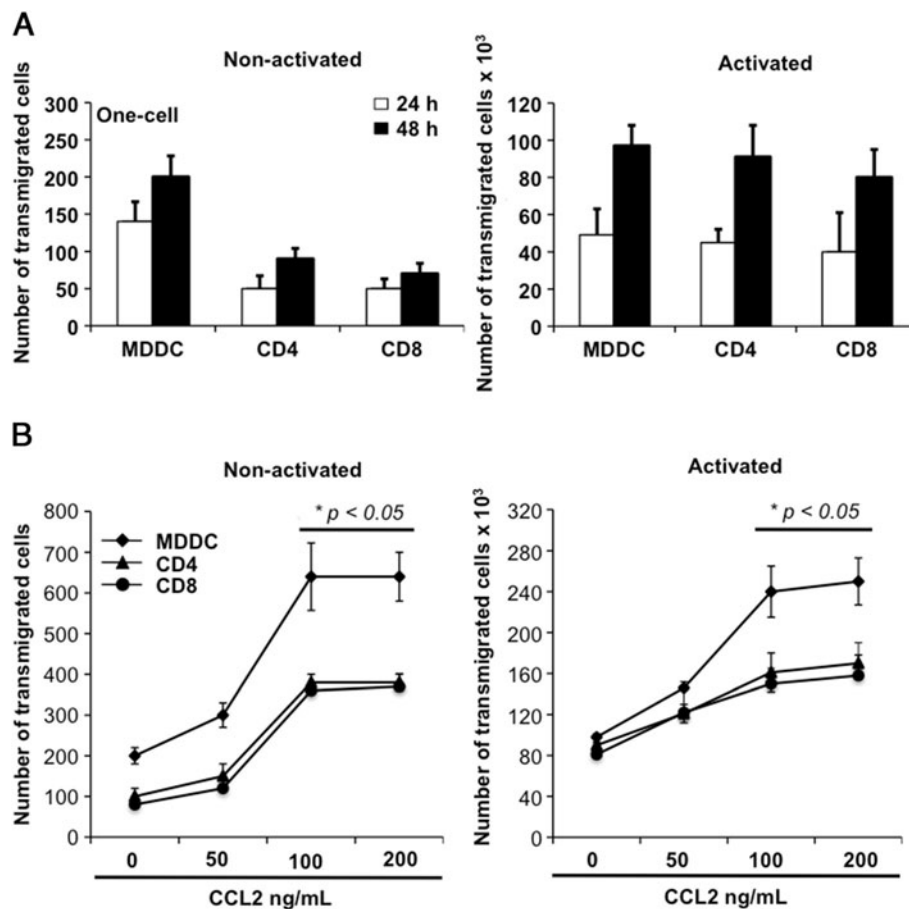 A
Non-activated
Number of transmigrated cells
300
250
200
150
100
50
0
One-cell
24 h
48 h
MDDC CD4 CD8
Activated
Number of transmigrated cells x 10³
120
100
80
60
40
20
0
MDDC CD4 CD8
B
Non-activated
Number of transmigrated cells
800
700
600
500
400
300
200
100
0
* p < 0.05
MDDC
CD4
CD8
0 50 100 200
CCL2 ng/mL
Activated
Number of transmigrated cells x 10³
320
280
240
200
160
120
80
40
0
* p < 0.05
0 50 100 200
CCL2 ng/mL